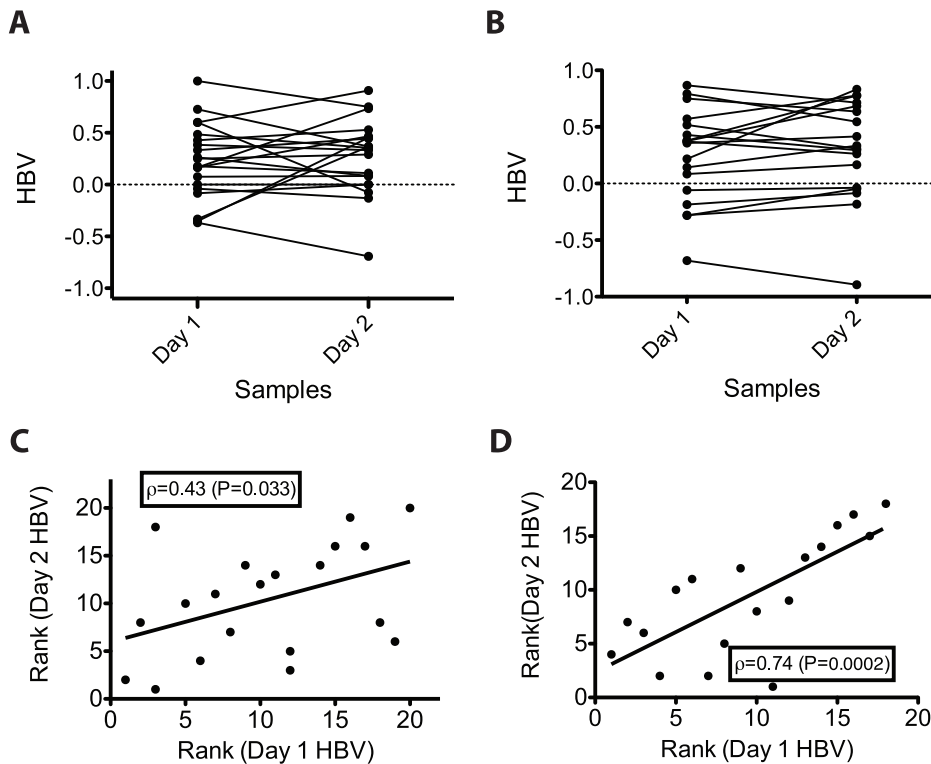 A
HBV
1.0
0.5
0.0
-0.5
-1.0
Day 1
Day 2
Samples
B
HBV
1.0
0.5
0.0
-0.5
-1.0
Day 1
Day 2
Samples
C
ρ=0.43 (P=0.033)
Rank (Day 2 HBV)
20
15
10
5
0
0 5 10 15 20
Rank (Day 1 HBV)
D
Rank(Day 2 HBV)
20
15
10
5
0
ρ=0.74 (P=0.0002)
0 5 10 15 20
Rank (Day 1 HBV)